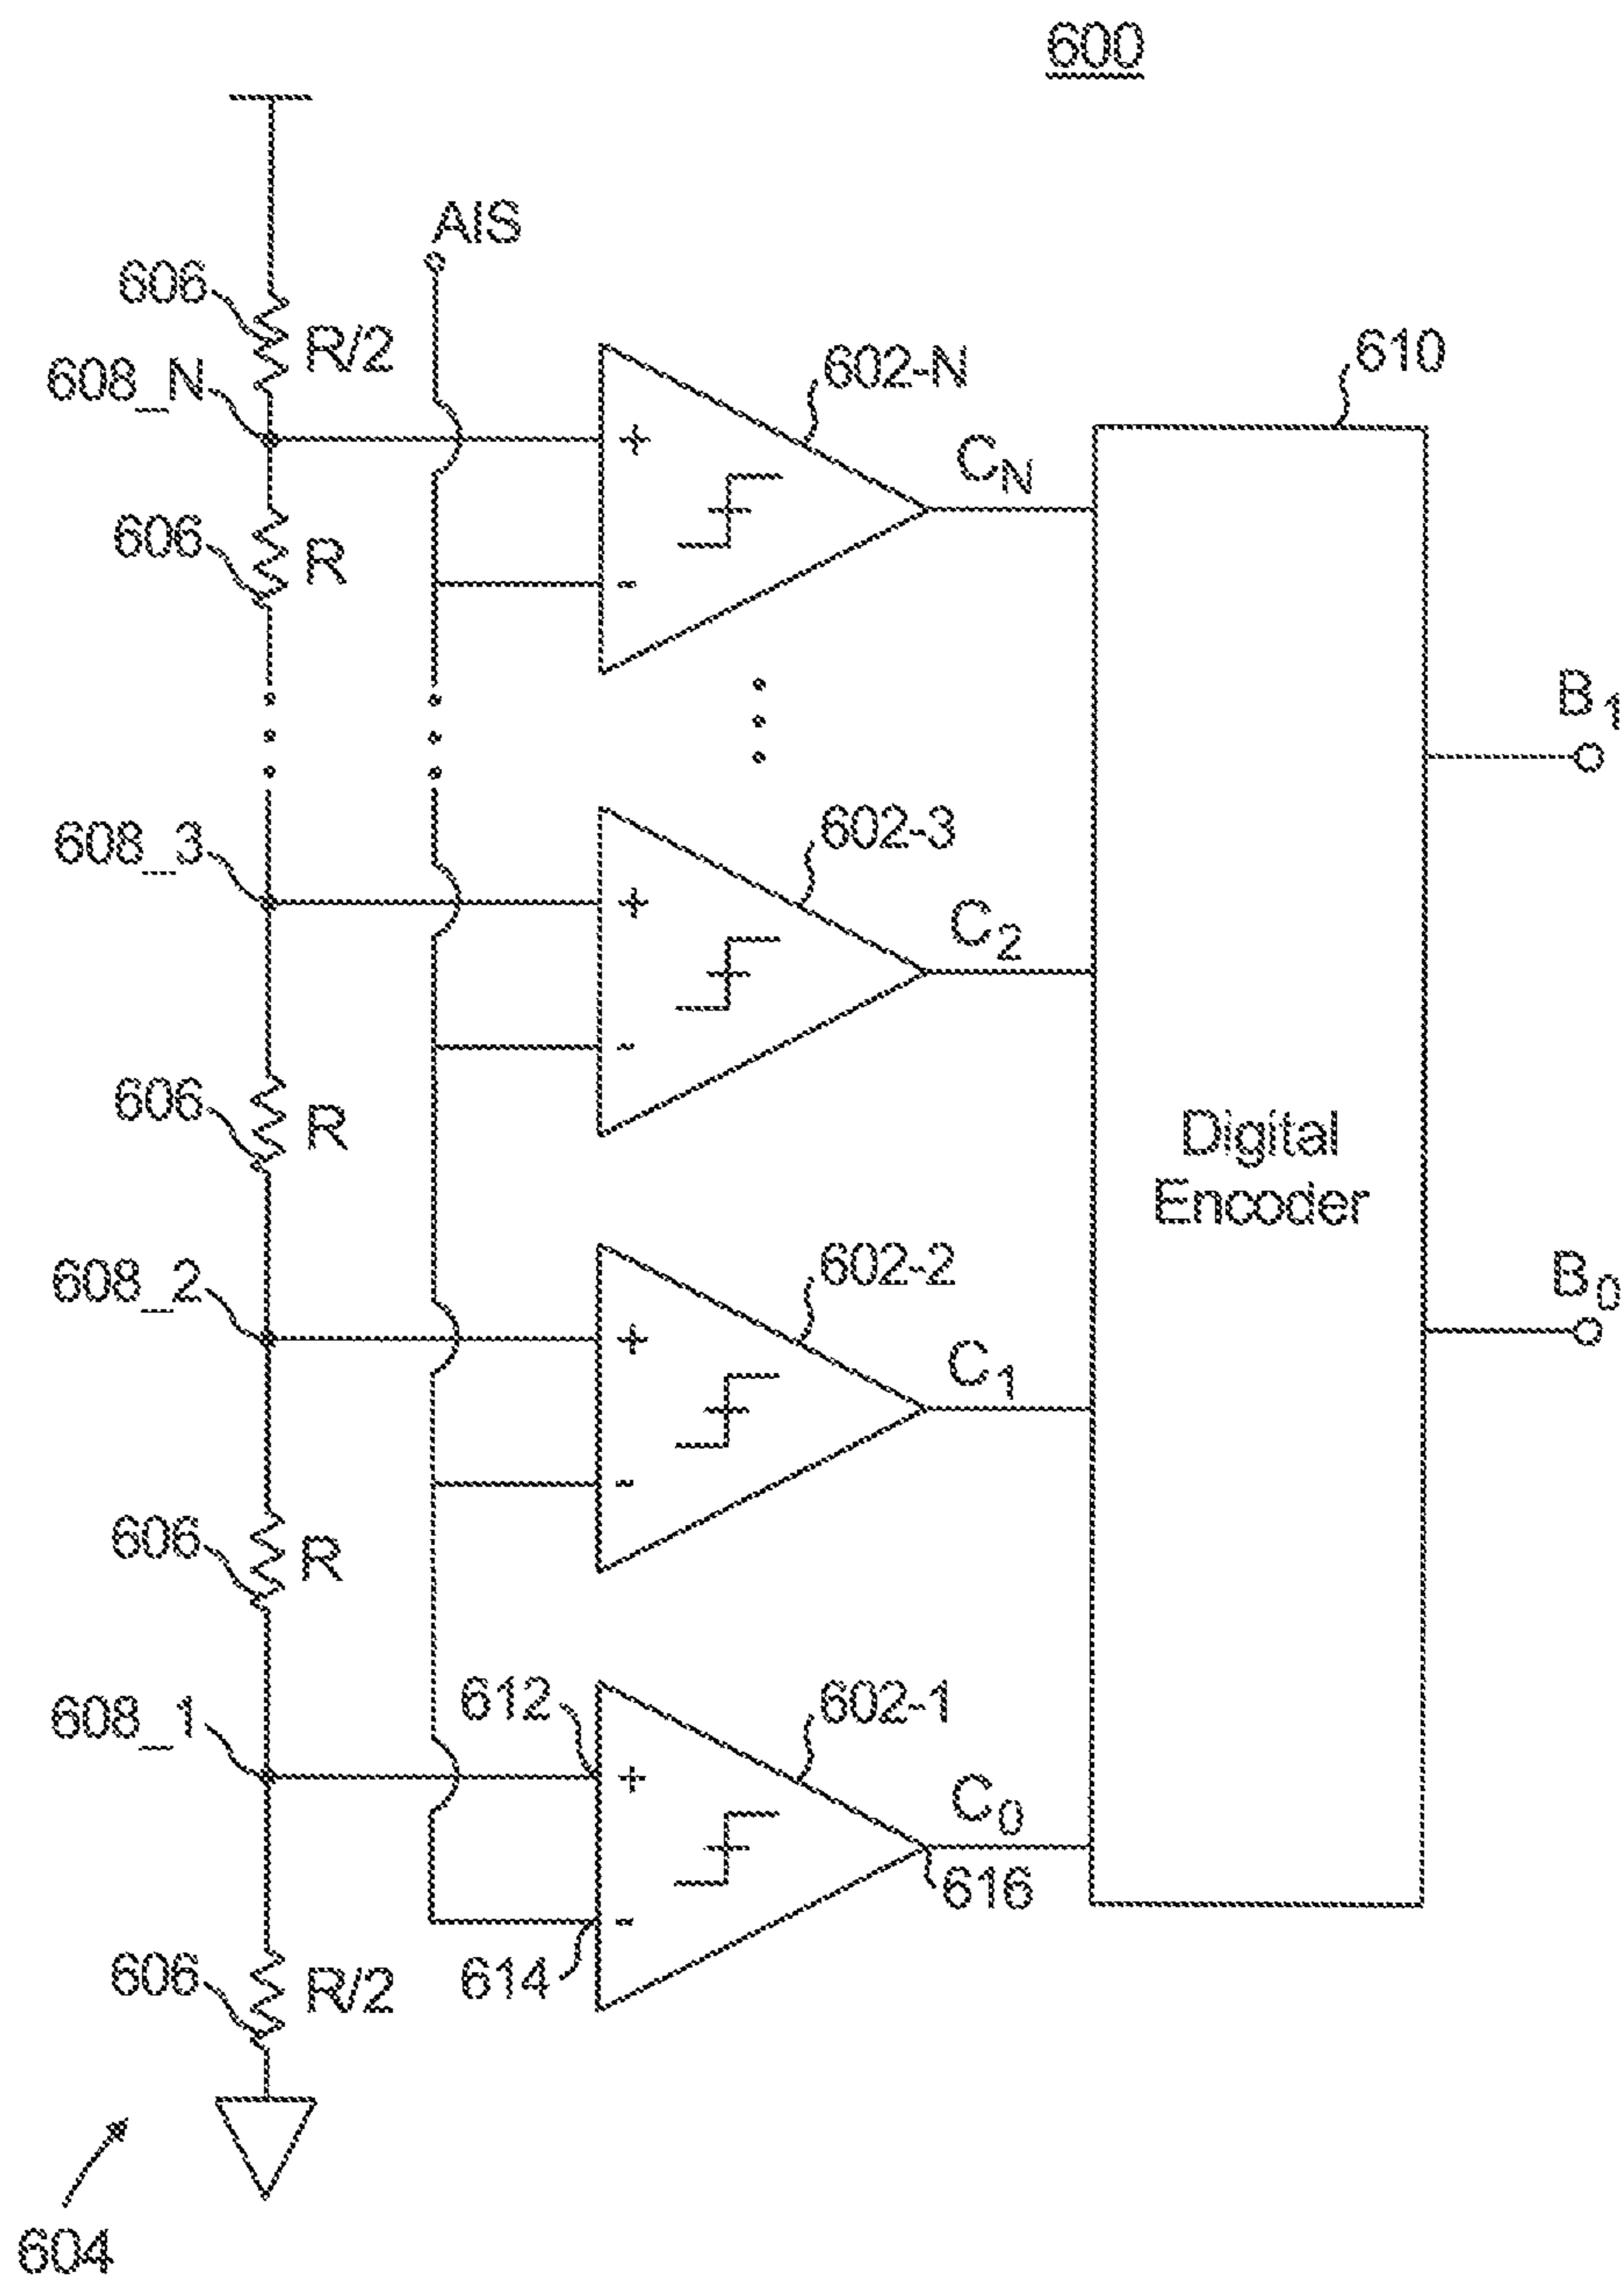 600
AIS
606
R/2
608_N
602-N
610
+
C_N
606
R
-
B_1
608_3
602-3
+
C_2
-
606
R
Digital
Encoder
608_2
602-2
B_0
+
C_1
-
606
R
608_1
612
602-1
+
C_0
616
-
614
606
R/2
604